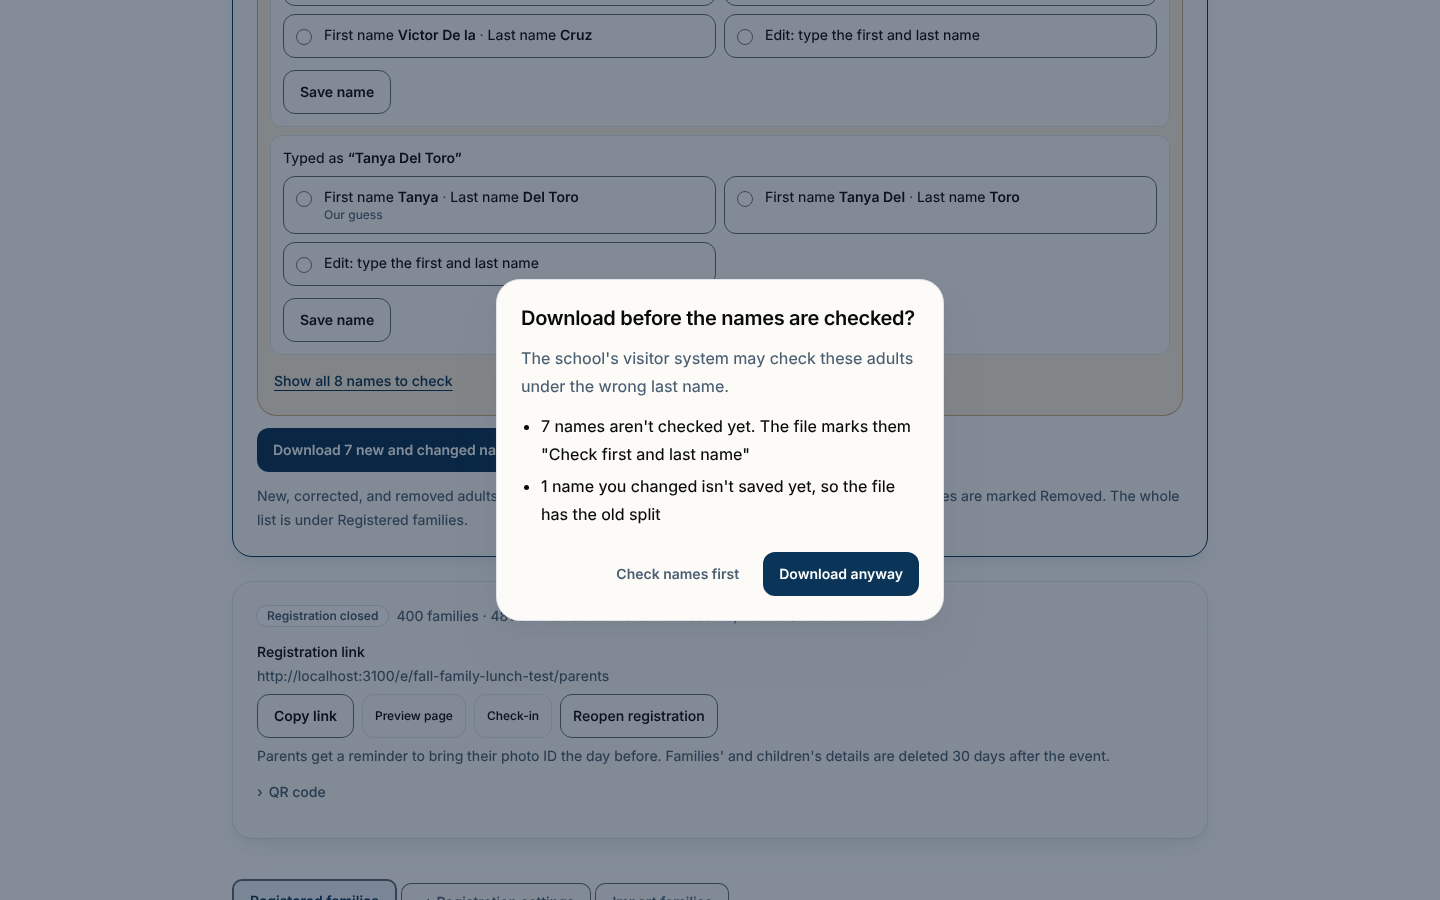 First name Victor De la · Last name Cruz
Edit: type the first and last name
Save name
Typed as “Tanya Del Toro”
First name Tanya · Last name Del Toro
Our guess
First name Tanya Del · Last name Toro
Edit: type the first and last name
Save name
Show all 8 names to check
Download before the names are checked?
The school's visitor system may check these adults
under the wrong last name.
• 7 names aren't checked yet. The file marks them
"Check first and last name"
• 1 name you changed isn't saved yet, so the file
has the old split
Check names first
Download anyway
Download 7 new and changed
New, corrected, and removed adults
are marked Removed. The whole
list is under Registered families.
Registration closed
400 families ·
Registration link
http://localhost:3100/e/fall-family-lunch-test/parents
Copy link
Preview page
Check-in
Reopen registration
Parents get a reminder to bring their photo ID the day before. Families' and children's details are deleted 30 days after the event.
› QR code
Registered families
Registration settings
Import families